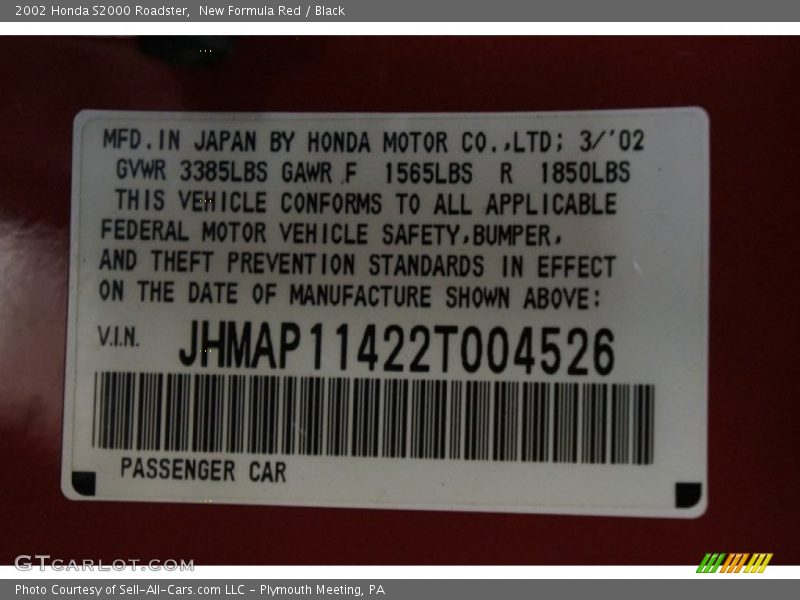 2002 Honda S2000 Roadster,  New Formula Red / Black
MFD.IN JAPAN BY HONDA MOTOR CO.,LTD; 3/'02
GVWR 3385LBS GAWR F 1565LBS R 1850LBS
THIS VEHICLE CONFORMS TO ALL APPLICABLE
FEDERAL MOTOR VEHICLE SAFETY,BUMPER,
AND THEFT PREVENTION STANDARDS IN EFFECT
ON THE DATE OF MANUFACTURE SHOWN ABOVE:
V.I.N. JHMAP11422T004526
PASSENGER CAR
GTCARLOT.COM
Photo Courtesy of Sell-All-Cars.com LLC - Plymouth Meeting, PA